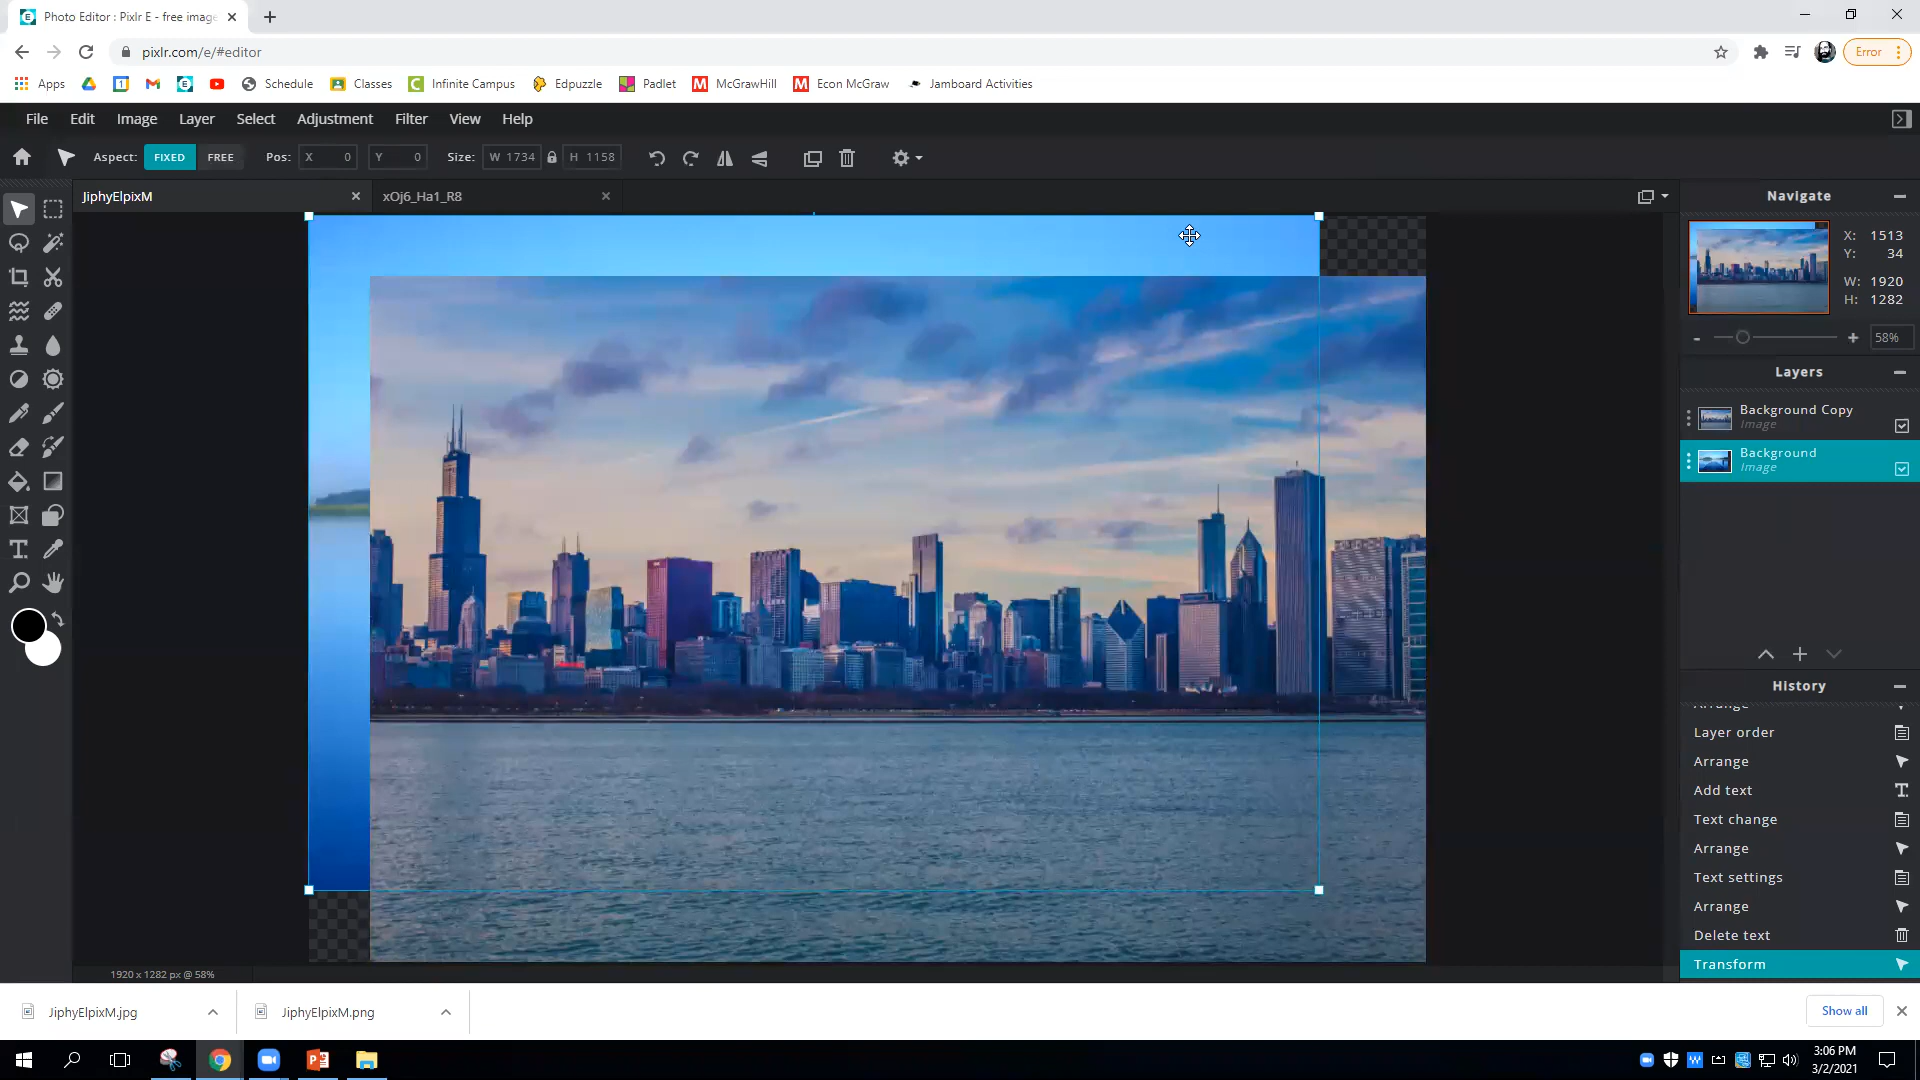 Photo Editor : Pixlr E - free image
pixlr.com/e/#editor
Error
Apps
Schedule
Classes
Infinite Campus
Edpuzzle
Padlet
McGrawHill
Econ McGraw
Jamboard Activities
File Edit Image Layer Select Adjustment Filter View Help
Aspect: FIXED FREE Pos: X 0 Y 0 Size: W 1734 H 1158
JiphyElpixM
xOj6_Ha1_R8
Navigate
X: 1513
Y: 34
W: 1920
H: 1282
58%
Layers
Background Copy
Image
Background
Image
History
Arrange
Layer order
Arrange
Add text
Text change
Arrange
Text settings
Arrange
Delete text
Transform
1920 x 1282 px @ 58%
JiphyElpixM.jpg
JiphyElpixM.png
Show all
3:06 PM
3/2/2021